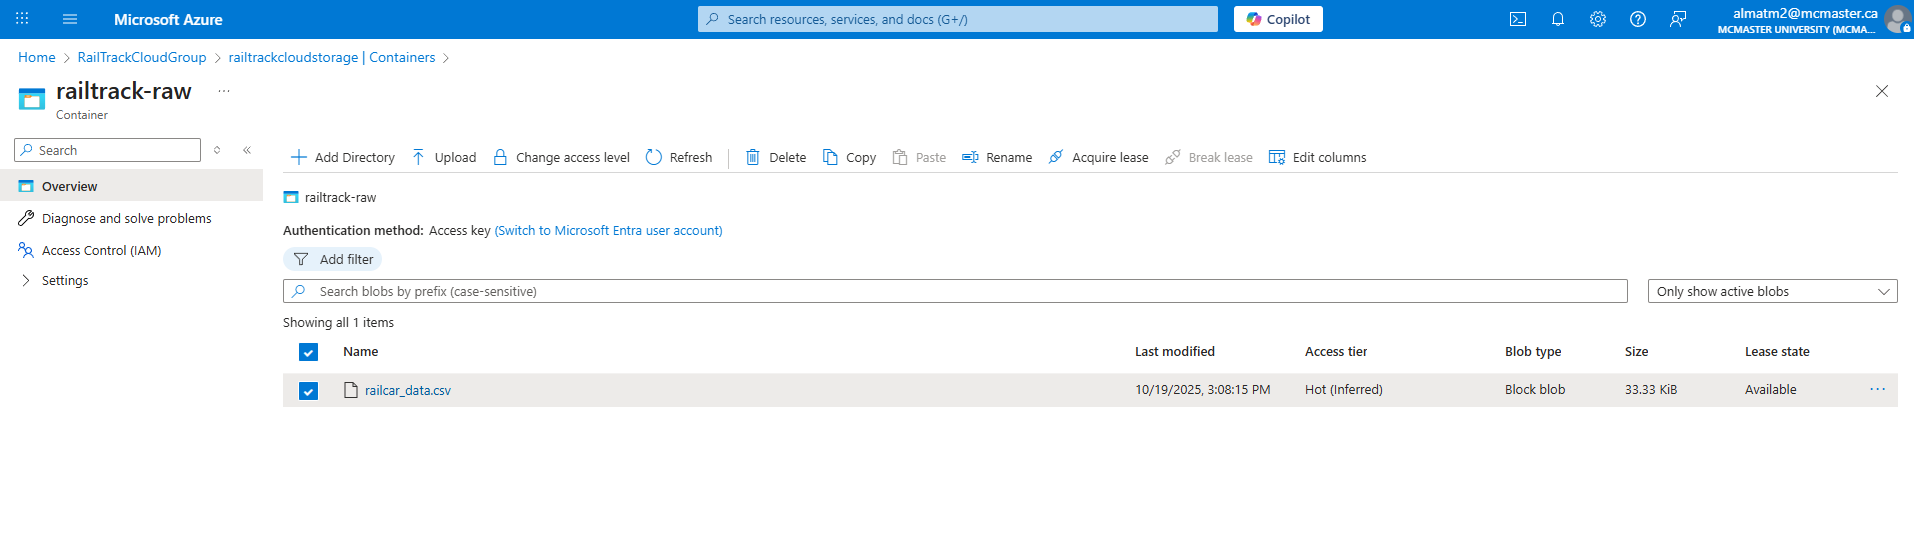 Microsoft Azure
Search resources, services, and docs (G+/)
Copilot
almatm2@mcmaster.ca
MCMASTER UNIVERSITY (MCMA...
Home > RailTrackCloudGroup > railtrackcloudstorage | Containers >
railtrack-raw ...
Container
Search
Overview
Diagnose and solve problems
Access Control (IAM)
Settings
Add Directory Upload Change access level Refresh Delete Copy Paste Rename Acquire lease Break lease Edit columns
railtrack-raw
Authentication method: Access key (Switch to Microsoft Entra user account)
Add filter
Search blobs by prefix (case-sensitive)
Only show active blobs
Showing all 1 items
Name Last modified Access tier Blob type Size Lease state
railcar_data.csv 10/19/2025, 3:08:15 PM Hot (Inferred) Block blob 33.33 KiB Available ...